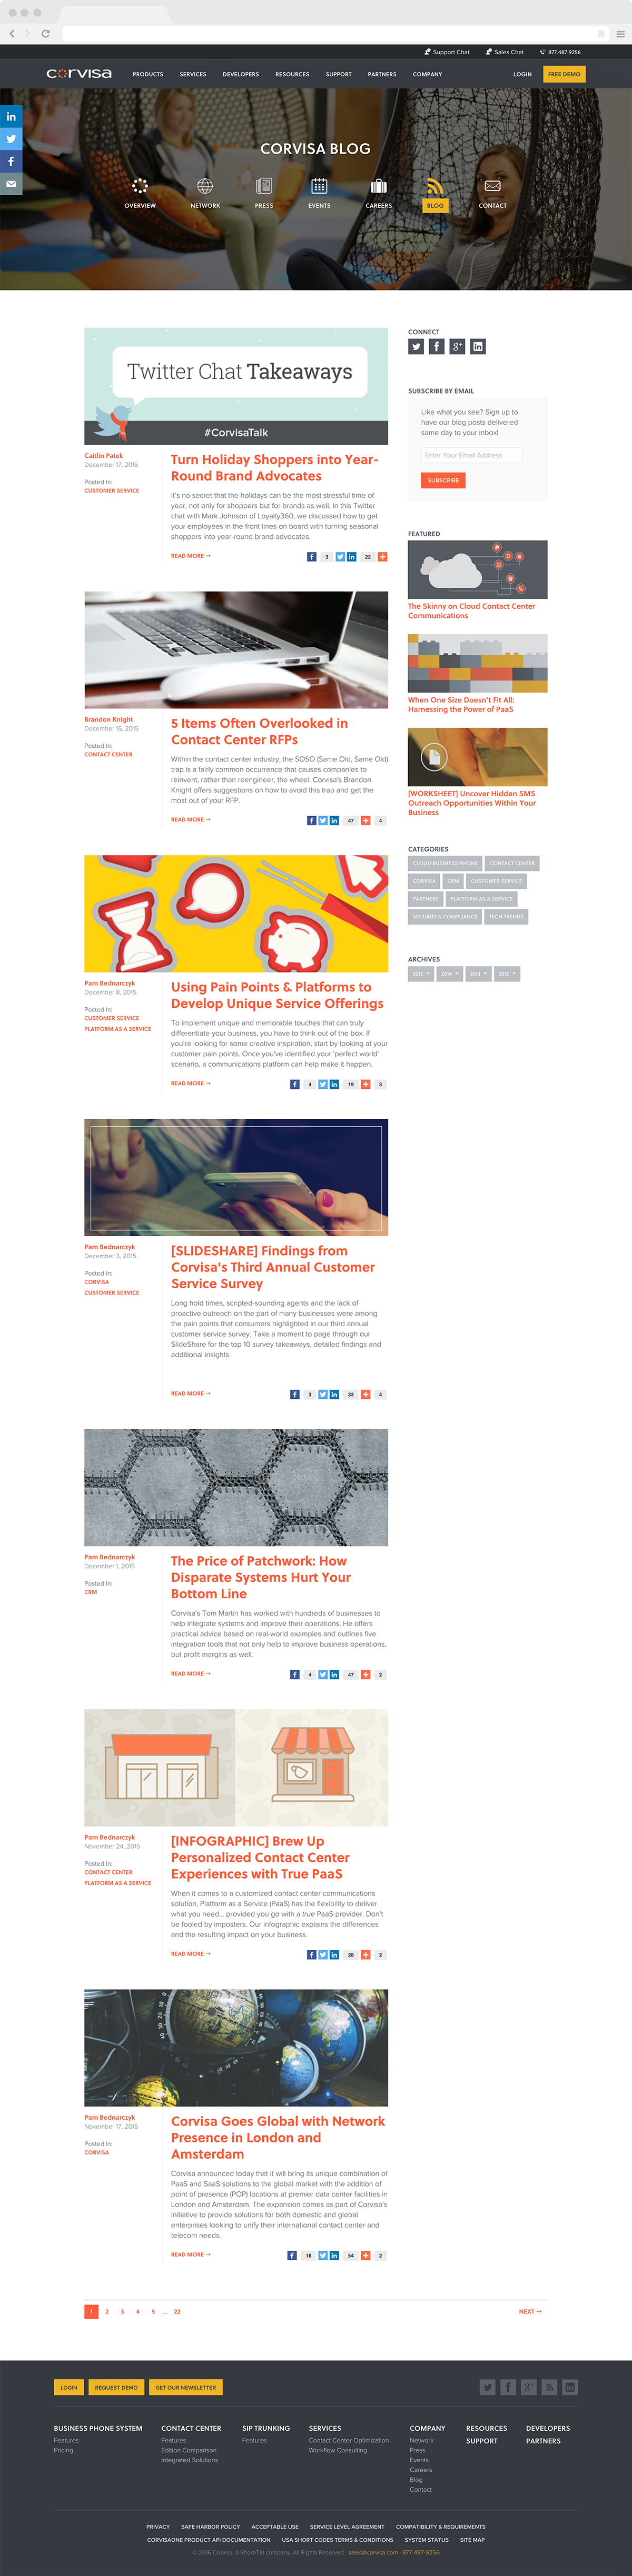 Support Chat Sales Chat 877.487.9256
corvisa PRODUCTS SERVICES DEVELOPERS RESOURCES SUPPORT PARTNERS COMPANY LOGIN FREE DEMO
CORVISA BLOG
OVERVIEW NETWORK PRESS EVENTS CAREERS BLOG CONTACT
Twitter Chat Takeaways
#CorvisaTalk
Caitlin Patek
December 17, 2015
Posted in:
CUSTOMER SERVICE
Turn Holiday Shoppers into Year-
Round Brand Advocates
It's no secret that the holidays can be the most stressful time of
year, not only for shoppers but for brands as well. In this Twitter
chat with Mark Johnson of Loyalty360, we discussed how to get
your employees in the front lines on board with turning seasonal
shoppers into year-round brand advocates.
READ MORE → 3 22
Brandon Knight
December 15, 2015
Posted in:
CONTACT CENTER
5 Items Often Overlooked in
Contact Center RFPs
Within the contact center industry, the SOSO (Same Old, Same Old)
trap is a fairly common occurrence that causes companies to
reinvent, rather than reengineer, the wheel. Corvisa's Brandon
Knight offers suggestions on how to avoid this trap and get the
most out of your RFP.
READ MORE → 47 4
Pam Bednarczyk
December 8, 2015
Posted in:
CUSTOMER SERVICE
PLATFORM AS A SERVICE
Using Pain Points & Platforms to
Develop Unique Service Offerings
To implement unique and memorable touches that can truly
differentiate your business, you have to think out of the box. If
you're looking for some creative inspiration, start by looking at your
customer pain points. Once you've identified your 'perfect world'
scenario, a communications platform can help make it happen.
READ MORE → 4 19 3
Pam Bednarczyk
December 3, 2015
Posted in:
CORVISA
CUSTOMER SERVICE
[SLIDESHARE] Findings from
Corvisa's Third Annual Customer
Service Survey
Long hold times, scripted-sounding agents and the lack of
proactive outreach on the part of many businesses were among
the pain points that consumers highlighted in our third annual
customer service survey. Take a moment to page through our
SlideShare for the top 10 survey takeaways, detailed findings and
additional insights.
READ MORE → 3 33 4
Pam Bednarczyk
December 1, 2015
Posted in:
CRM
The Price of Patchwork: How
Disparate Systems Hurt Your
Bottom Line
Corvisa's Tom Martin has worked with hundreds of businesses to
help integrate systems and improve their operations. He offers
practical advice based on real-world examples and outlines five
integration tools that not only help to improve business operations,
but profit margins as well.
READ MORE → 4 47 2
Pam Bednarczyk
November 24, 2015
Posted in:
CONTACT CENTER
PLATFORM AS A SERVICE
[INFOGRAPHIC] Brew Up
Personalized Contact Center
Experiences with True PaaS
When it comes to a customized contact center communications
solution, Platform as a Service (PaaS) has the flexibility to deliver
what you need... provided you go with a true PaaS provider. Don't
be fooled by imposters. Our infographic explains the differences
and the resulting impact on your business.
READ MORE → 28 2
Pam Bednarczyk
November 17, 2015
Posted in:
CORVISA
Corvisa Goes Global with Network
Presence in London and
Amsterdam
Corvisa announced today that it will bring its unique combination of
PaaS and SaaS solutions to the global market with the addition of
point of presence (POP) locations at premier data center facilities in
London and Amsterdam. The expansion comes as part of Corvisa's
initiative to provide solutions for both domestic and global
enterprises looking to unify their international contact center and
telecom needs.
READ MORE → 18 54 2
CONNECT
SUBSCRIBE BY EMAIL
Like what you see? Sign up to
have our blog posts delivered
same day to your inbox!
Enter Your Email Address
SUBSCRIBE
FEATURED
The Skinny on Cloud Contact Center
Communications
When One Size Doesn't Fit All:
Harnessing the Power of PaaS
[WORKSHEET] Uncover Hidden SMS
Outreach Opportunities Within Your
Business
CATEGORIES
CLOUD BUSINESS PHONE CONTACT CENTER
CORVISA CRM CUSTOMER SERVICE
PARTNERS PLATFORM AS A SERVICE
SECURITY & COMPLIANCE TECH TRENDS
ARCHIVES
2015 2014 2013 2012
1 2 3 4 5 ... 22 NEXT →
LOGIN REQUEST DEMO GET OUR NEWSLETTER
BUSINESS PHONE SYSTEM
Features
Pricing
CONTACT CENTER
Features
Edition Comparison
Integrated Solutions
SIP TRUNKING
Features
SERVICES
Contact Center Optimization
Workflow Consulting
COMPANY
Network
Press
Events
Careers
Blog
Contact
RESOURCES
SUPPORT
DEVELOPERS
PARTNERS
PRIVACY SAFE HARBOR POLICY ACCEPTABLE USE SERVICE LEVEL AGREEMENT COMPATIBILITY & REQUIREMENTS
CORVISAONE PRODUCT API DOCUMENTATION USA SHORT CODES TERMS & CONDITIONS SYSTEM STATUS SITE MAP
© 2016 Corvisa, a ShoreTel company, All Rights Reserved · sales@corvisa.com · 877-487-9256